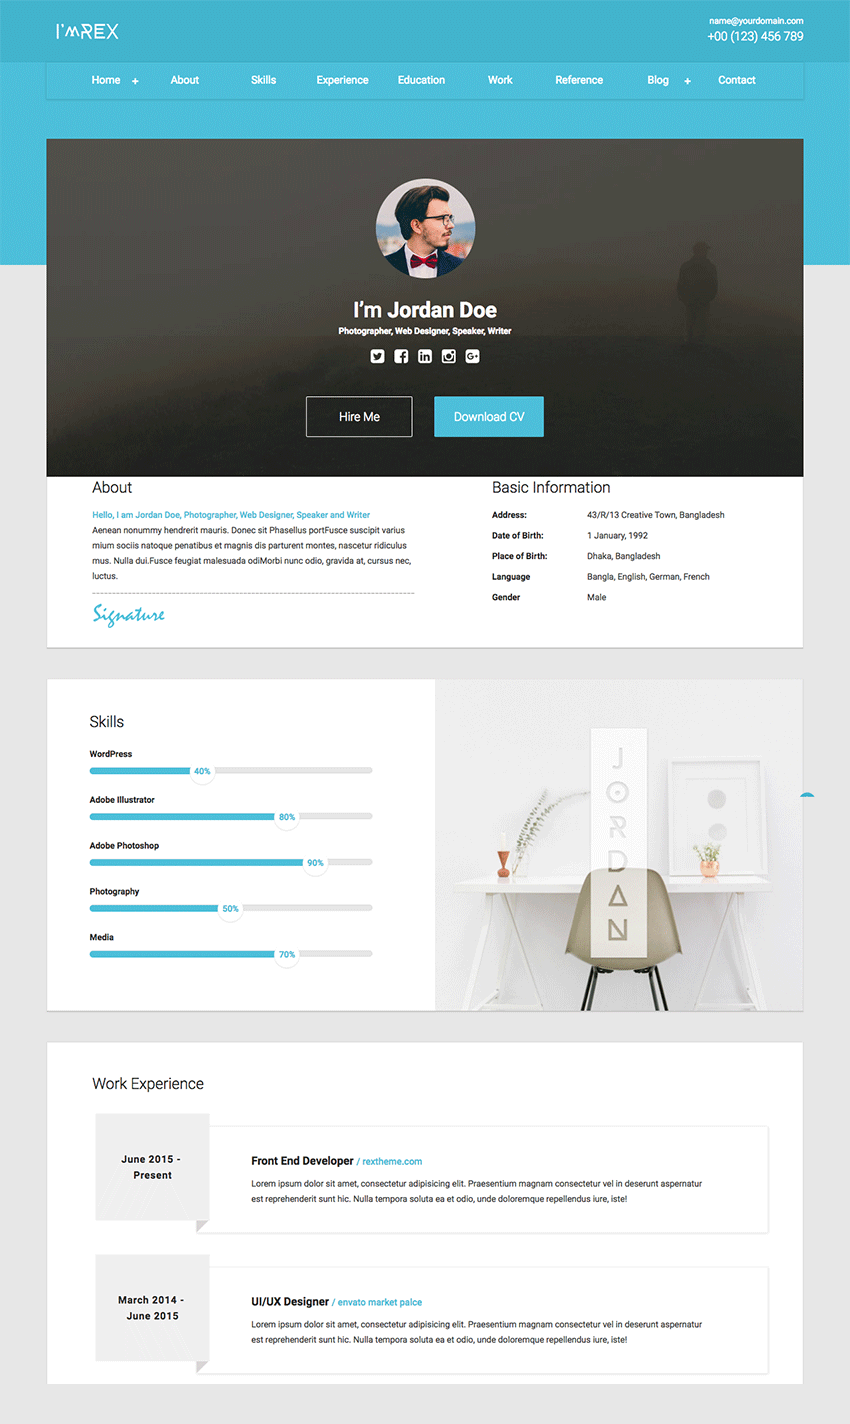 I'MREX
name@yourdomain.com
+00 (123) 456 789
Home + About Skills Experience Education Work Reference Blog + Contact
I'm Jordan Doe
Photographer, Web Designer, Speaker, Writer
Hire Me
Download CV
About
Hello, I am Jordan Doe, Photographer, Web Designer, Speaker and Writer
Aenean nonummy hendrerit mauris. Donec sit Phasellus portFusce suscipit varius
mium sociis natoque penatibus et magnis dis parturent montes, nascetur ridiculus
mus. Nulla dui.Fusce feugiat malesuada odiMorbi nunc odio, gravida at, cursus nec,
luctus.
Signature
Basic Information
Address: 43/R/13 Creative Town, Bangladesh
Date of Birth: 1 January, 1992
Place of Birth: Dhaka, Bangladesh
Language Bangla, English, German, French
Gender Male
Skills
WordPress
40%
Adobe Illustrator
80%
Adobe Photoshop
90%
Photography
50%
Media
70%
JORDAN
Work Experience
June 2015 -
Present
Front End Developer / rextheme.com
Lorem ipsum dolor sit amet, consectetur adipisicing elit. Praesentium magnam consectetur vel in deserunt aspernatur
est reprehenderit sunt hic. Nulla tempora soluta ea et odio, unde doloremque repellendus iure, iste!
March 2014 -
June 2015
UI/UX Designer / envato market palce
Lorem ipsum dolor sit amet, consectetur adipisicing elit. Praesentium magnam consectetur vel in deserunt aspernatur
est reprehenderit sunt hic. Nulla tempora soluta ea et odio, unde doloremque repellendus iure, iste!